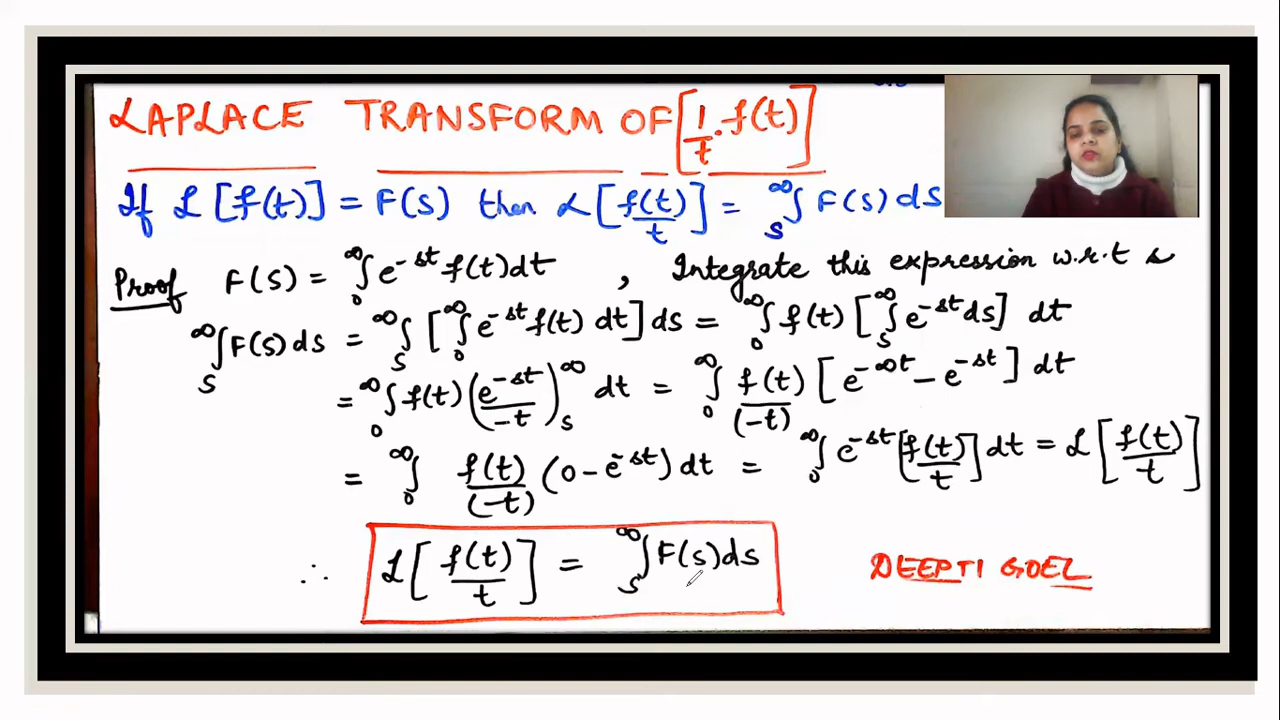 LAPLACE TRANSFORM OF [1/t · f(t)]
If L[f(t)] = F(s) then L[f(t)/t] = ∫_s^∞ F(s) ds
Proof F(s) = ∫_0^∞ e^{-st} f(t) dt , Integrate this expression w.r.t s
∫_s^∞ F(s) ds = ∫_s^∞ [∫_0^∞ e^{-st} f(t) dt] ds = ∫_0^∞ f(t) [∫_s^∞ e^{-st} ds] dt
= ∫_0^∞ f(t) (e^{-st}/-t)_s^∞ dt = ∫_0^∞ f(t)/(-t) [e^{-∞t} - e^{-st}] dt
= ∫_0^∞ f(t)/(-t) (0 - e^{-st}) dt = ∫_0^∞ e^{-st} [f(t)/t] dt = L[f(t)/t]
∴ L[f(t)/t] = ∫_s^∞ F(s) ds
DEEPTI GOEL